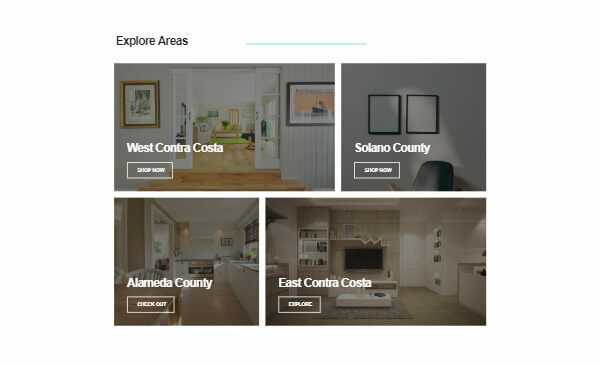 Explore Areas
West Contra Costa
SHOP NOW
Solano County
SHOP NOW
Alameda County
CHECK OUT
East Contra Costa
EXPLORE